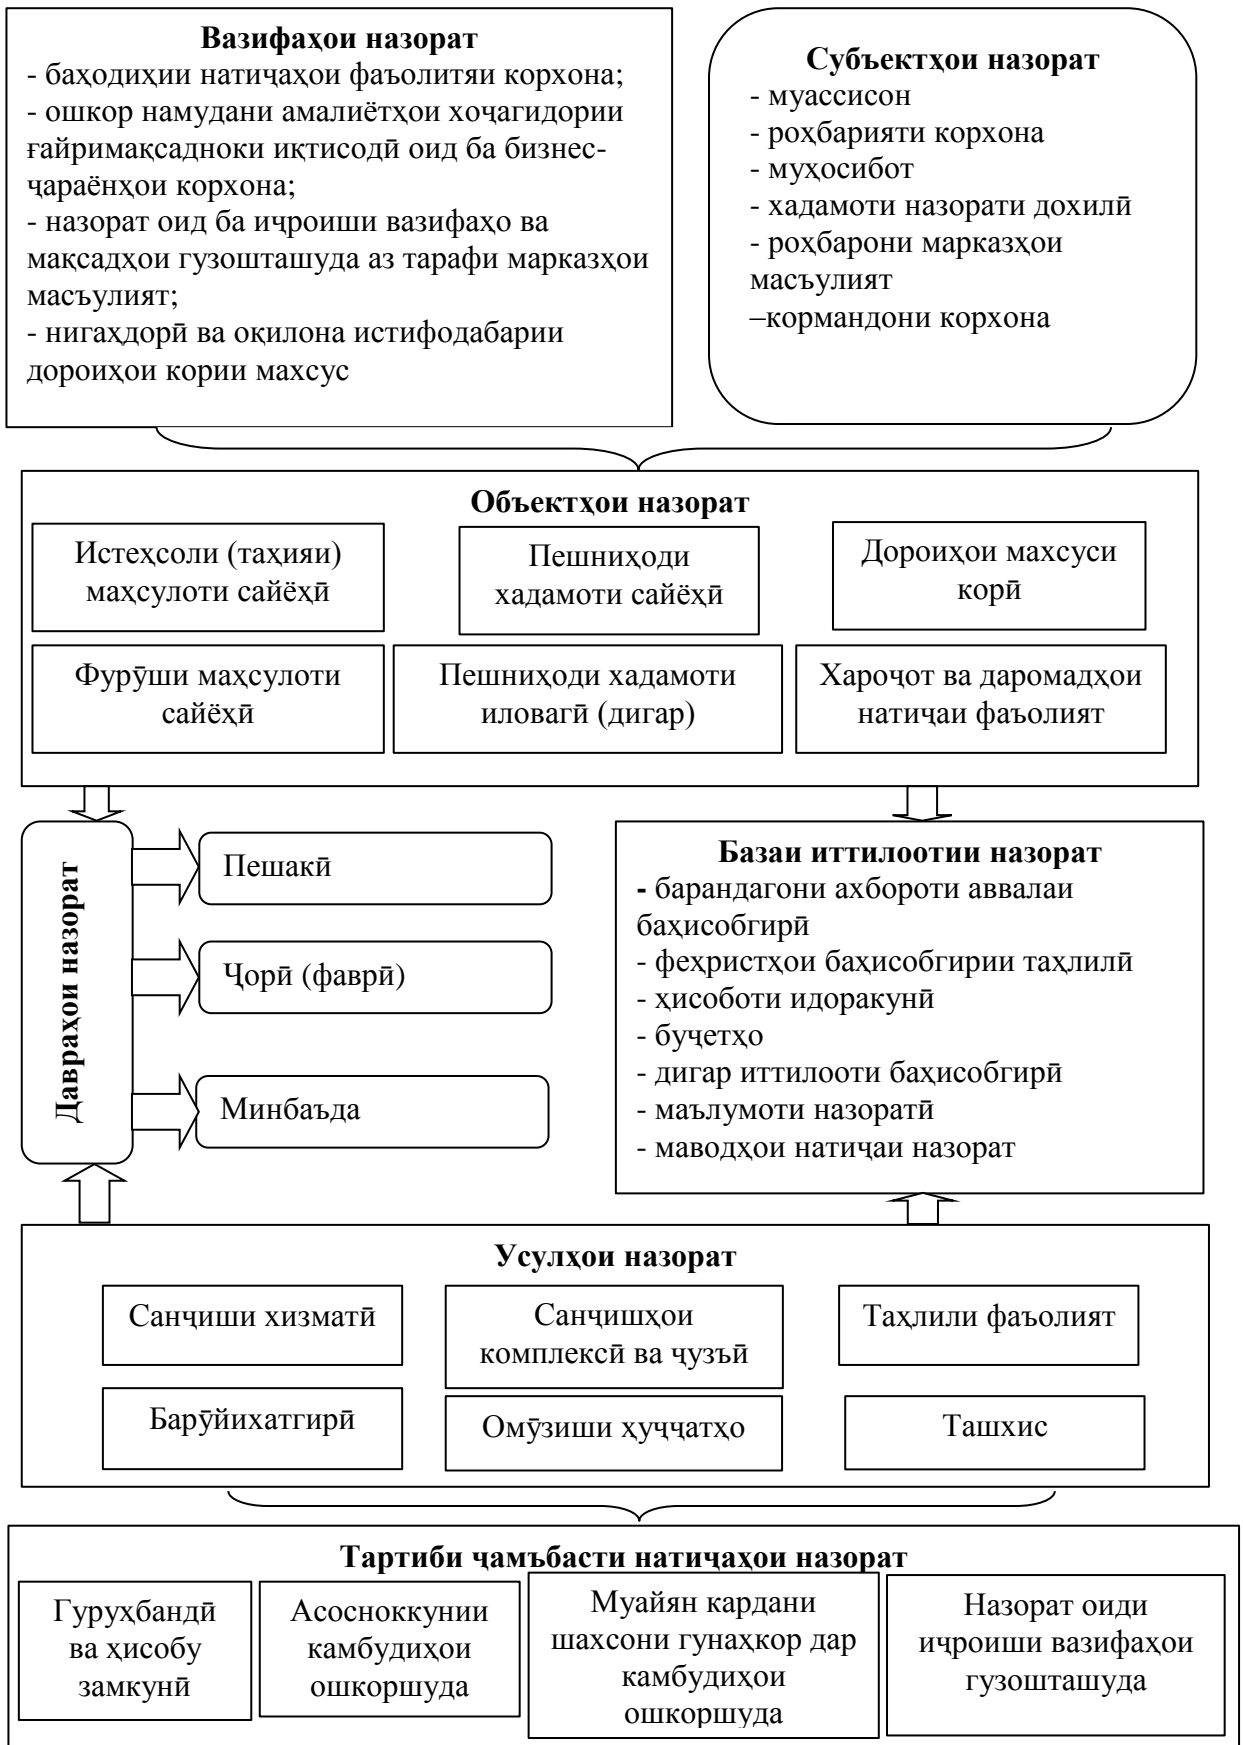 Вазифаҳои назорат
- баҳодиҳии натиҷаҳои фаъолитяи корхона;
- ошкор намудани амалиётҳои хоҷагидории
ғайримақсадноки иқтисодӣ оид ба бизнес-
ҷараёнҳои корхона;
- назорат оид ба иҷроиши вазифаҳо ва
мақсадҳои гузошташуда аз тарафи марказҳои
масъулият;
- нигаҳдорӣ ва оқилона истифодабарии
дороиҳои кории махсус
Субъектҳои назорат
- муассисон
- роҳбарияти корхона
- муҳосибот
- хадамоти назорати дохилӣ
- роҳбарони марказҳои
масъулият
–кормандони корхона
Объектҳои назорат
Истеҳсоли (таҳияи)
маҳсулоти сайёҳӣ
Пешниҳоди
хадамоти сайёҳӣ
Дороиҳои махсуси
корӣ
Фурӯши маҳсулоти
сайёҳӣ
Пешниҳоди хадамоти
иловагӣ (дигар)
Хароҷот ва даромадҳои
натиҷаи фаъолият
Давраҳои назорат
Пешакӣ
Ҷорӣ (фаврӣ)
Минбаъда
Базаи иттилоотии назорат
- барандагони ахбороти аввалаи
баҳисобгирӣ
- феҳристҳои баҳисобгирии таҳлилӣ
- ҳисоботи идоракунӣ
- буҷетҳо
- дигар иттилооти баҳисобгирӣ
- маълумоти назоратӣ
- маводҳои натиҷаи назорат
Усулҳои назорат
Санҷиши хизматӣ
Санҷишҳои
комплексӣ ва ҷузъӣ
Таҳлили фаъолият
Барӯйихатгирӣ
Омӯзиши ҳуҷҷатҳо
Ташхис
Тартиби ҷамъбасти натиҷаҳои назорат
Гуруҳбандӣ
ва ҳисобу
замкунӣ
Асосноккунии
камбудиҳои
ошкоршуда
Муайян кардани
шахсони гунаҳкор дар
камбудиҳои
ошкоршуда
Назорат оиди
иҷроиши вазифаҳои
гузошташуда